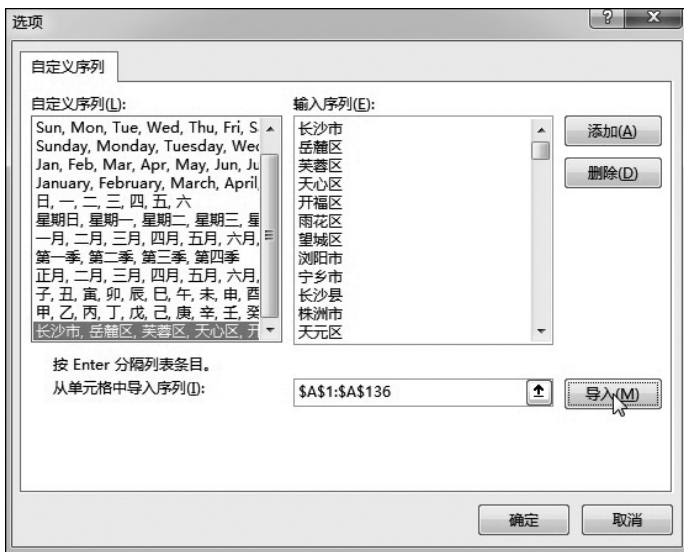 选项
自定义序列
自定义序列(L):
Sun, Mon, Tue, Wed, Thu, Fri, S
Sunday, Monday, Tuesday, Wed
Jan, Feb, Mar, Apr, May, Jun, Ju
January, February, March, April
日, 一, 二, 三, 四, 五, 六
星期日, 星期一, 星期二, 星期三, 星
一月, 二月, 三月, 四月, 五月, 六月,
第一季, 第二季, 第三季, 第四季
正月, 二月, 三月, 四月, 五月, 六月,
子, 丑, 寅, 卯, 辰, 巳, 午, 未, 申, 酉
甲, 乙, 丙, 丁, 戊, 己, 庚, 辛, 壬, 癸
长沙市, 岳麓区, 芙蓉区, 天心区, 开
输入序列(E):
长沙市
岳麓区
芙蓉区
天心区
开福区
雨花区
望城区
浏阳市
宁乡市
长沙县
株洲市
天元区
添加(A)
删除(D)
按 Enter 分隔列表条目。
从单元格中导入序列(I):
$A$1:$A$136
导入(M)
确定
取消